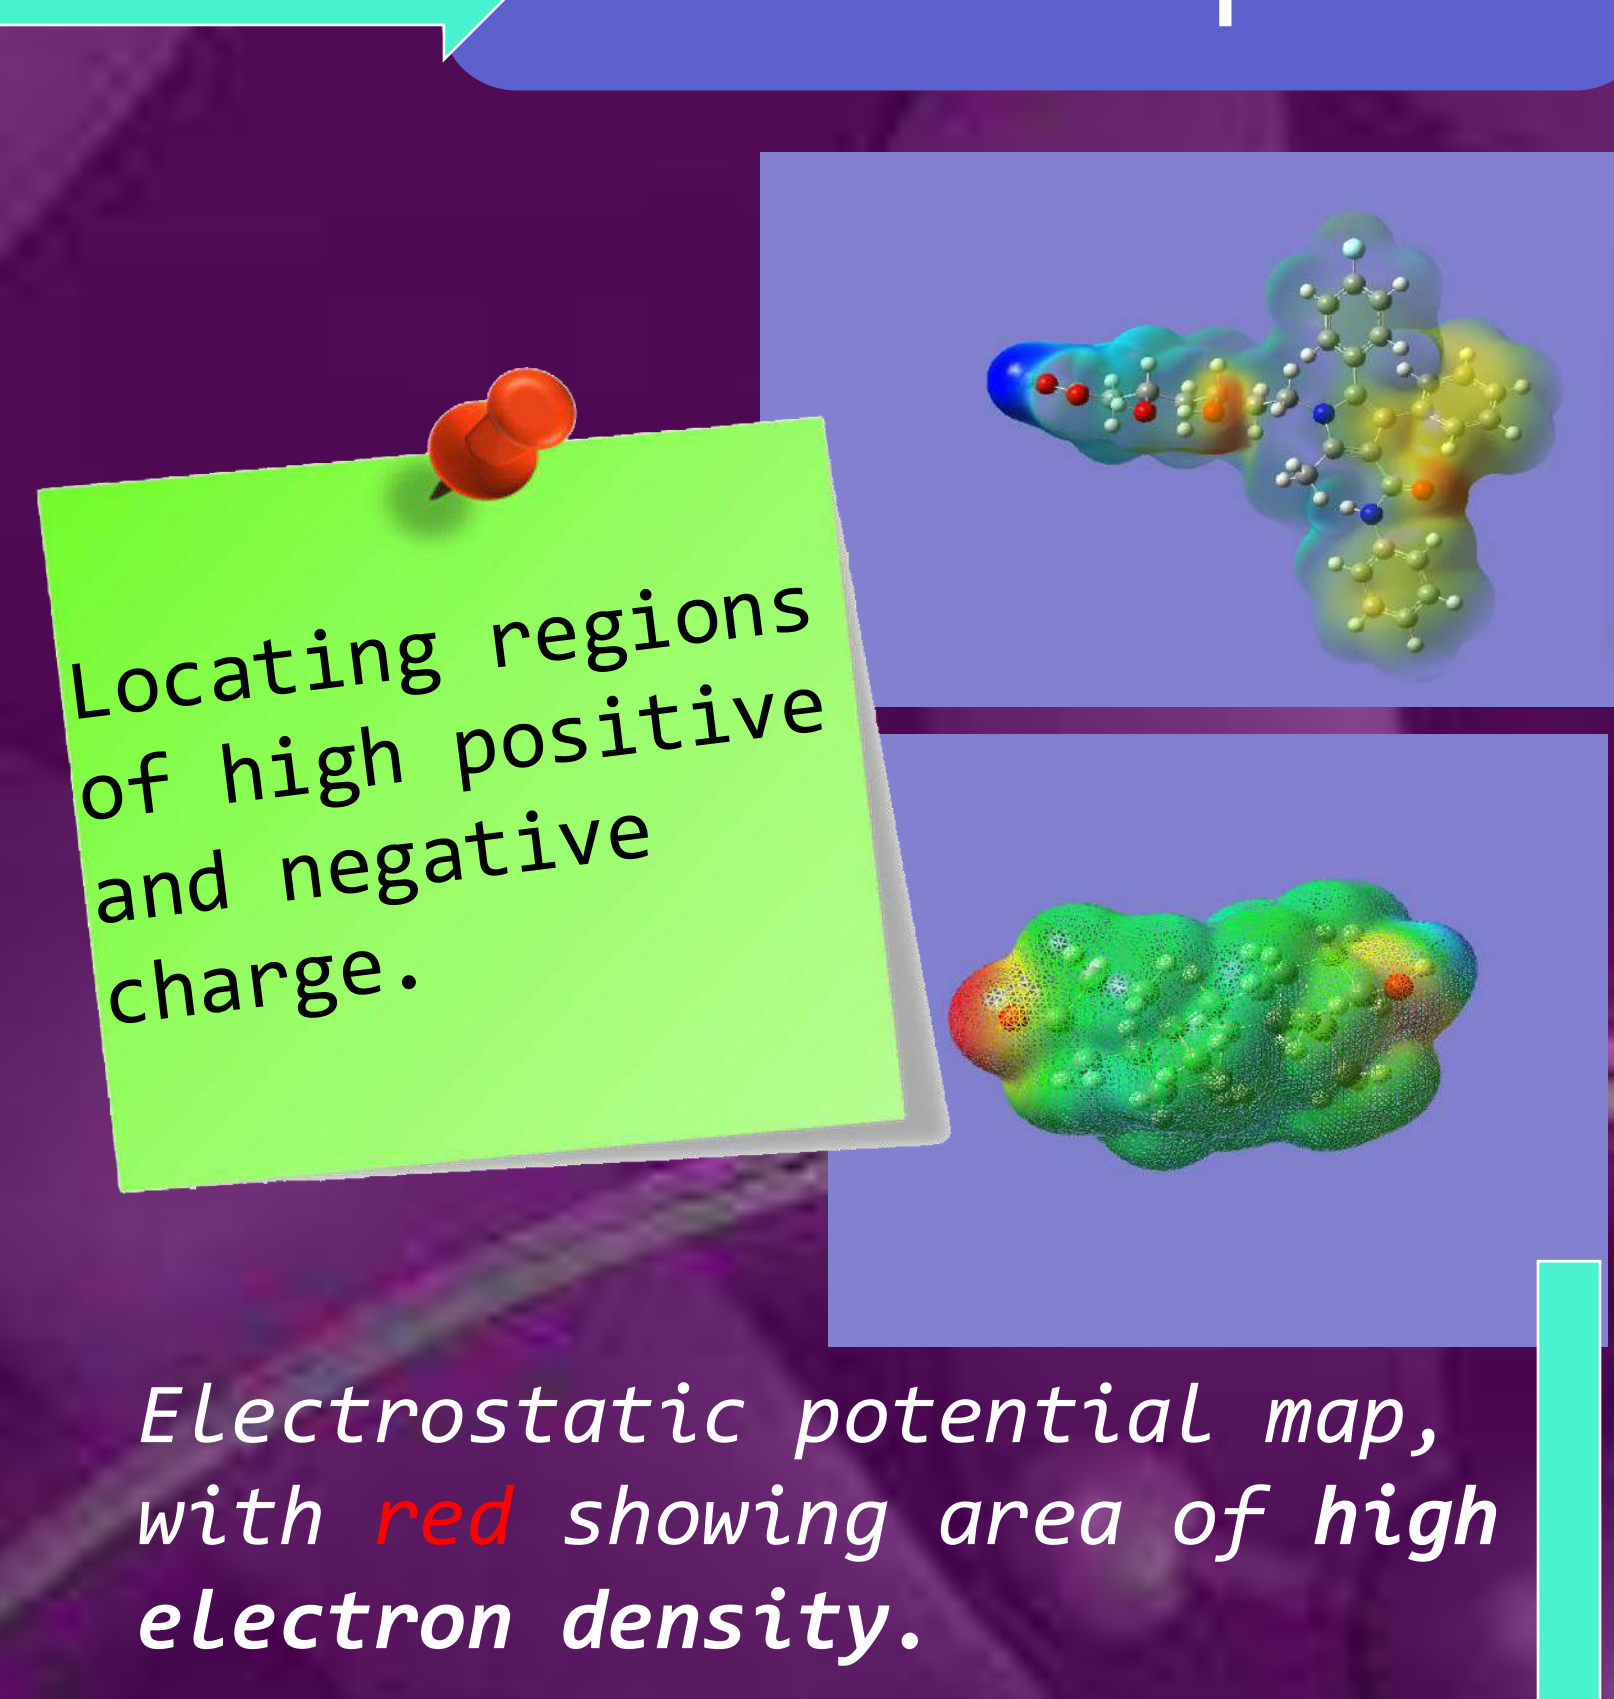 Locating regions
of high positive
and negative
charge.
Electrostatic potential map,
with red showing area of high
electron density.